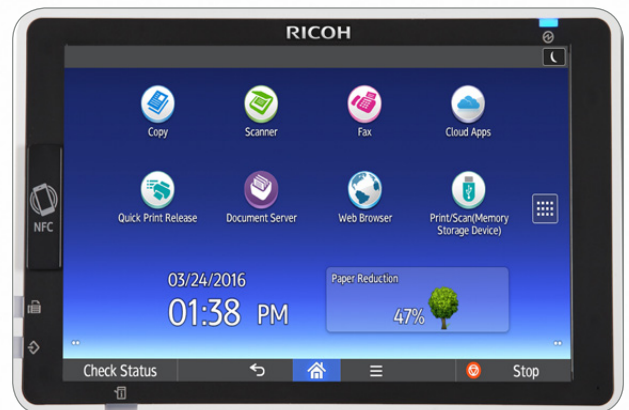 RICOH
Copy
Scanner
Fax
Cloud Apps
Quick Print Release
Document Server
Web Browser
Print/Scan(Memory
Storage Device)
NFC
03/24/2016
01:38 PM
Paper Reduction
47%
Check Status
Stop